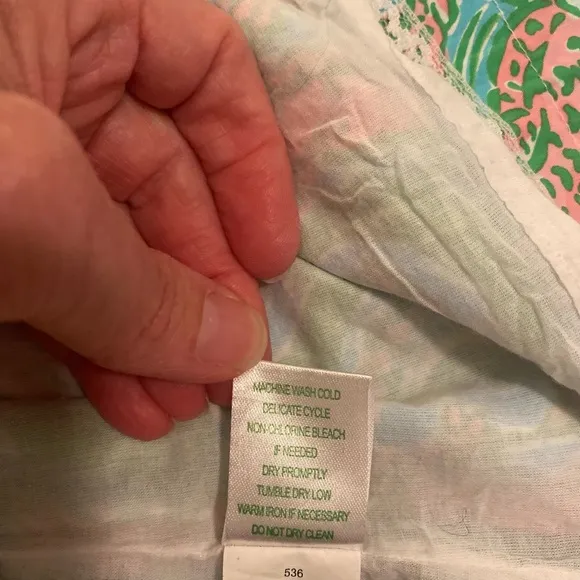 MACHINE WASH COLD
DELICATE CYCLE
NON-CHLORINE BLEACH
IF NEEDED
DRY PROMPTLY
TUMBLE DRY LOW
WARM IRON IF NECESSARY
DO NOT DRY CLEAN
536